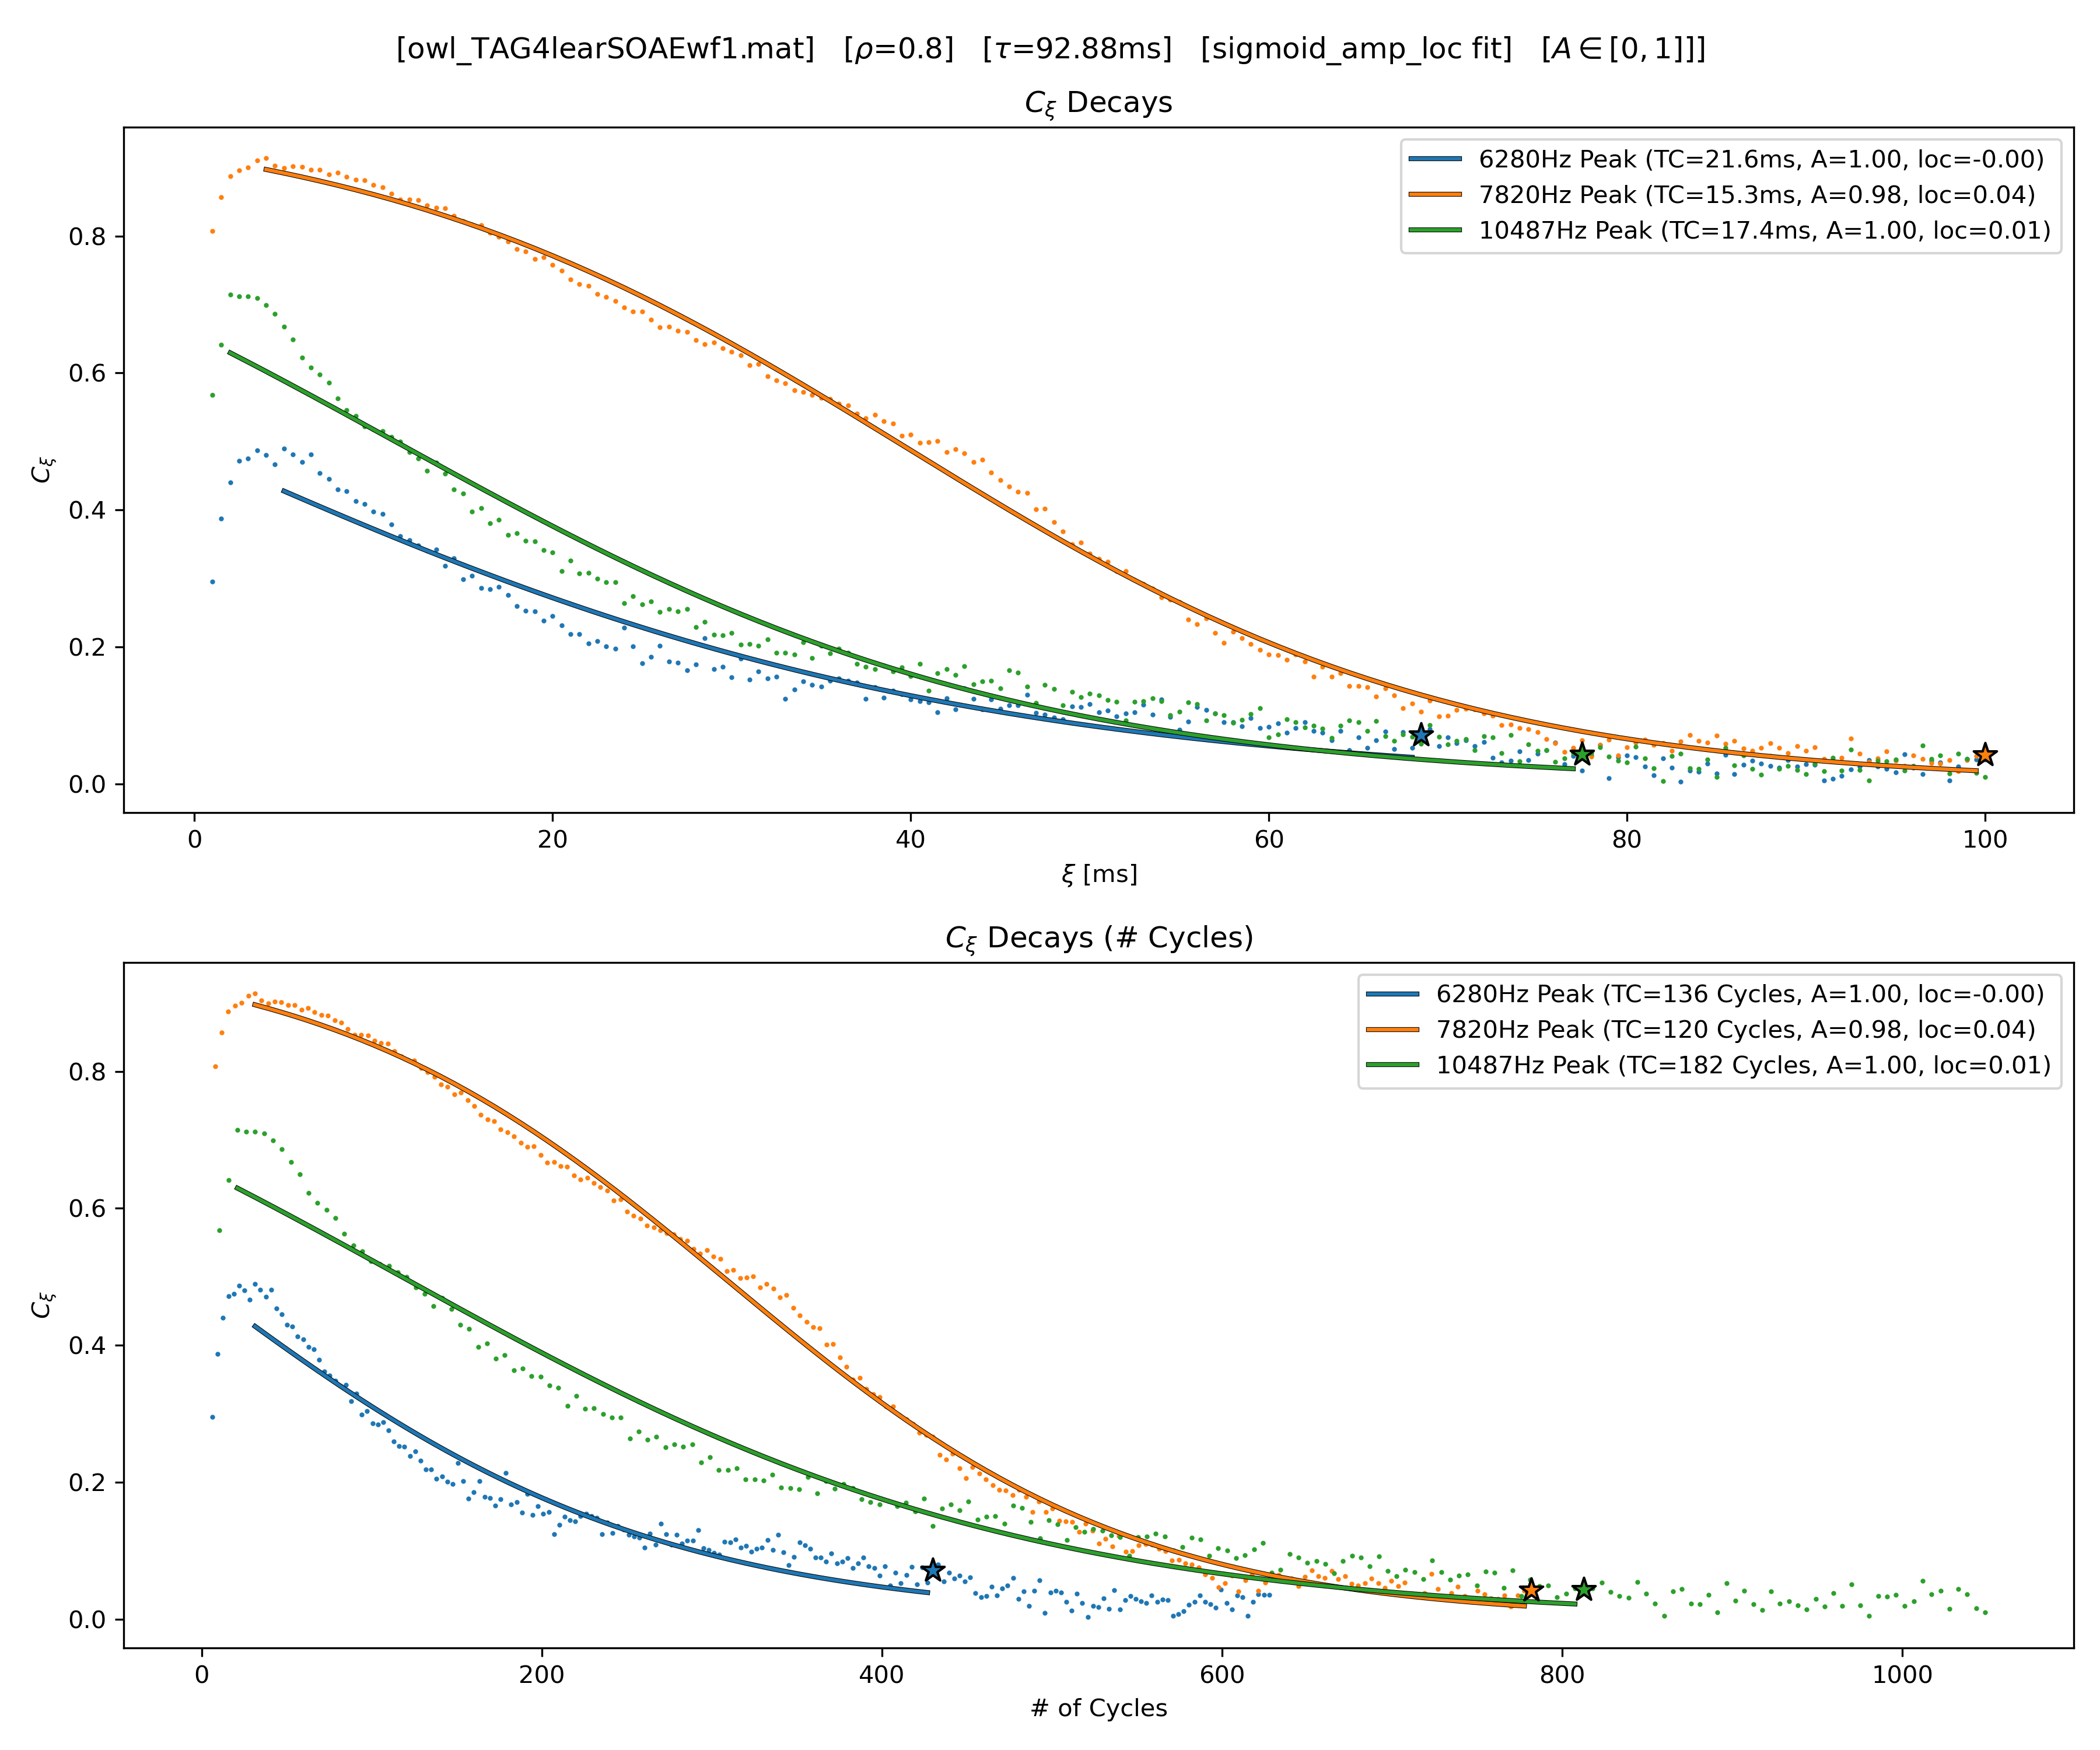 [owl_TAG4learSOAEwf1.mat] [ρ=0.8] [τ=92.88ms] [sigmoid_amp_loc fit] [A ∈ [0, 1]]]
Cξ Decays
6280Hz Peak (TC=21.6ms, A=1.00, loc=-0.00)
7820Hz Peak (TC=15.3ms, A=0.98, loc=0.04)
10487Hz Peak (TC=17.4ms, A=1.00, loc=0.01)
Cξ
0.8
0.6
0.4
0.2
0.0
0 20 40 60 80 100
ξ [ms]
Cξ Decays (# Cycles)
6280Hz Peak (TC=136 Cycles, A=1.00, loc=-0.00)
7820Hz Peak (TC=120 Cycles, A=0.98, loc=0.04)
10487Hz Peak (TC=182 Cycles, A=1.00, loc=0.01)
Cξ
0.8
0.6
0.4
0.2
0.0
0 200 400 600 800 1000
# of Cycles